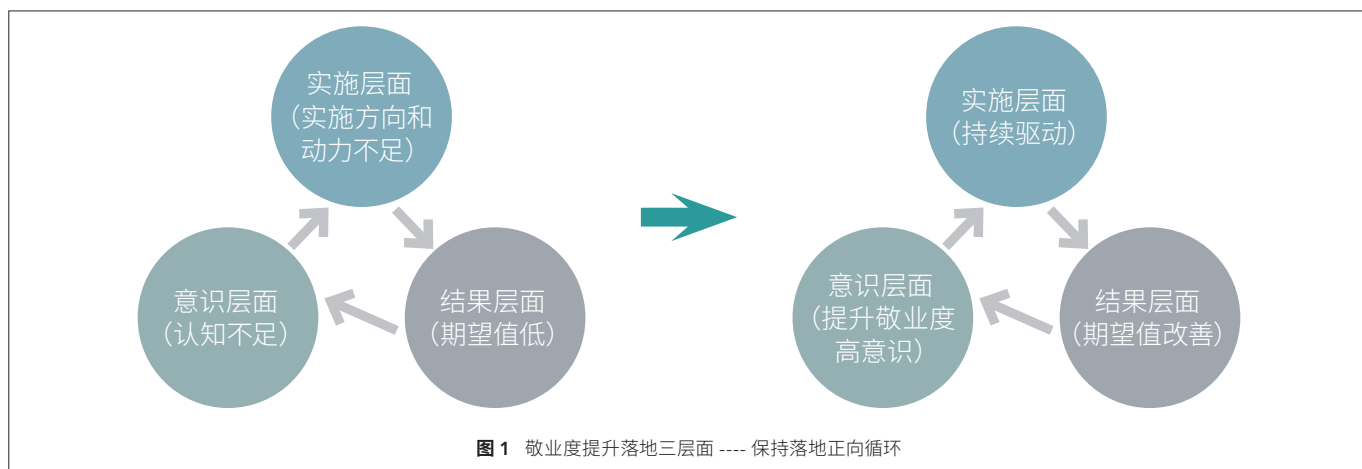 实施层面
（实施方向和
动力不足）
意识层面
（认知不足）
结果层面
（期望值低）
实施层面
（持续驱动）
意识层面
（提升敬业度
高意识）
结果层面
（期望值改善）
图 1 敬业度提升落地三层面 ---- 保持落地正向循环